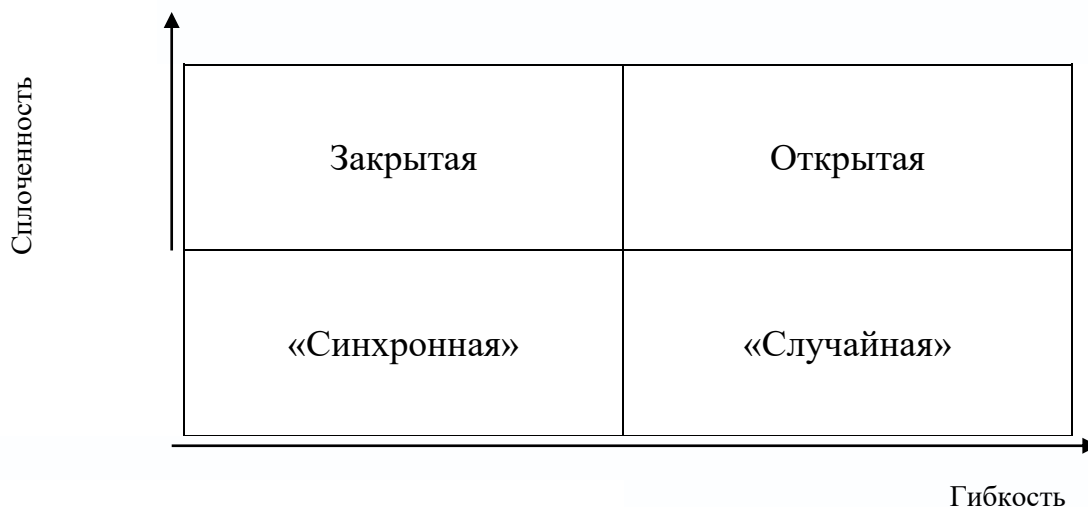 Сплоченность
Закрытая
Открытая
«Синхронная»
«Случайная»
Гибкость